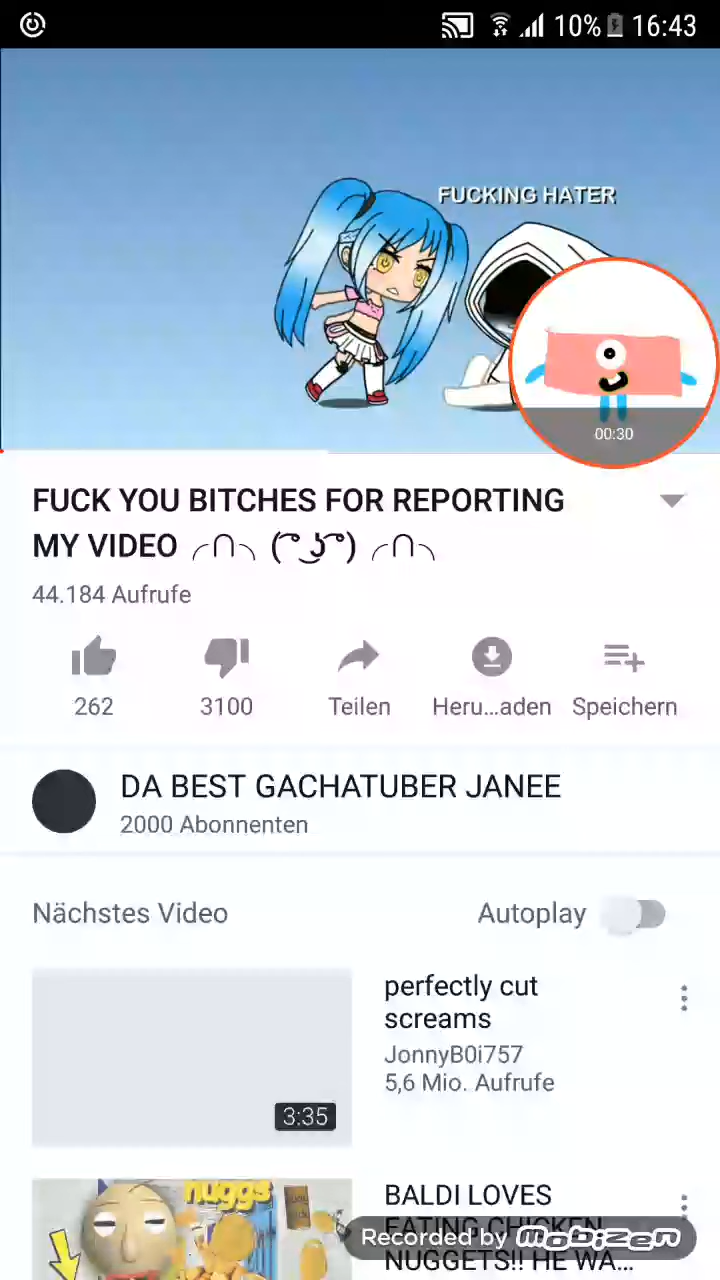 10% 16:43
FUCKING HATER
00:30
FUCK YOU BITCHES FOR REPORTING
MY VIDEO ╭∩╮ ( ͡° ͜ʖ ͡°) ╭∩╮
44.184 Aufrufe
262 3100 Teilen Heru...aden Speichern
DA BEST GACHATUBER JANEE
2000 Abonnenten
Nächstes Video Autoplay
perfectly cut
screams
JonnyB0i757
5,6 Mio. Aufrufe
3:35
nuggs
BALDI LOVES
EATING CHICKEN
NUGGETS!! HE WA...
Recorded by mobizen